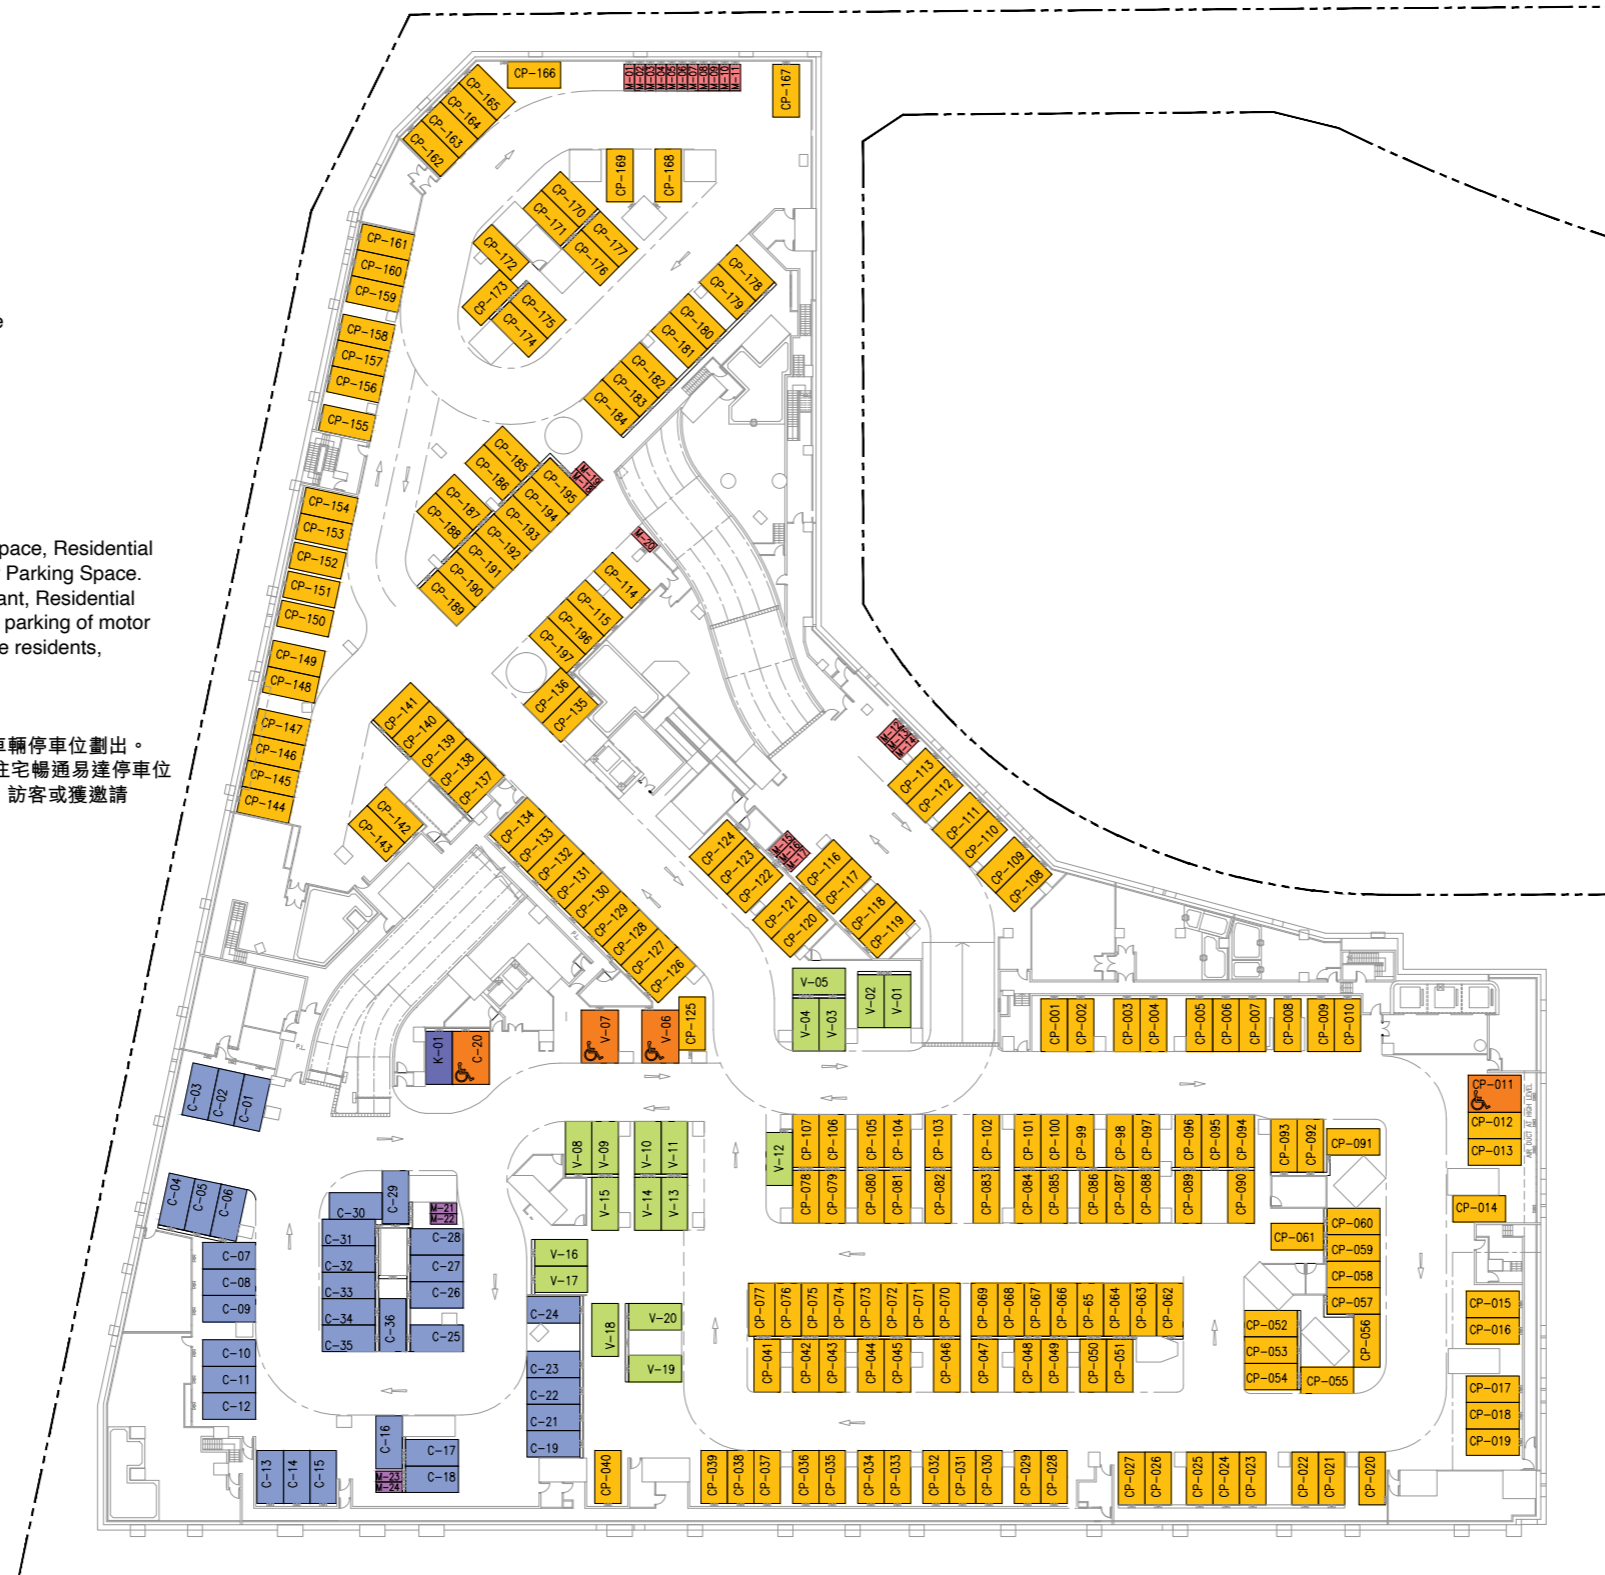 e
pace, Residential
Parking Space.
ant, Residential
parking of motor
e residents,
車輛停車位劃出。
住宅暢通易達停車位
訪客或獲邀請
CP-166
M-01
M-02
M-03
M-04
M-05
M-06
M-07
M-08
M-09
M-10
M-11
CP-167
CP-165
CP-164
CP-163
CP-162
CP-169
CP-168
CP-170
CP-171
CP-177
CP-176
CP-172
CP-173
CP-175
CP-174
CP-161
CP-160
CP-159
CP-158
CP-157
CP-156
CP-155
CP-178
CP-179
CP-180
CP-181
CP-182
CP-183
CP-184
CP-185
CP-186
CP-187
CP-188
CP-195
CP-194
CP-193
CP-192
CP-191
CP-190
CP-189
M-19
M-18
M-20
CP-154
CP-153
CP-152
CP-151
CP-150
CP-149
CP-148
CP-147
CP-146
CP-145
CP-144
CP-114
CP-115
CP-196
CP-197
CP-136
CP-135
CP-141
CP-140
CP-139
CP-138
CP-137
CP-142
CP-143
CP-134
CP-133
CP-132
CP-131
CP-130
CP-129
CP-128
CP-127
CP-126
CP-125
M-12
M-14
CP-113
CP-112
CP-111
CP-110
CP-109
CP-108
CP-124
CP-123
CP-122
CP-121
CP-120
M-15
M-16
M-17
CP-116
CP-117
CP-118
CP-119
V-05
V-04
V-03
V-02
V-01
V-07
V-06
K-01
C-20
P.L.
P.L.
CP-001
CP-002
CP-003
CP-004
CP-005
CP-006
CP-007
CP-008
CP-009
CP-010
CP-011
CP-012
CP-013
AIR DUCT AT HIGH LEVEL
CP-014
CP-015
CP-016
CP-017
CP-018
CP-019
C-03
C-02
C-01
C-04
C-05
C-06
C-07
C-08
C-09
C-10
C-11
C-12
C-13
C-14
C-15
C-16
M-23
M-24
C-17
C-18
C-29
C-30
C-31
C-32
C-33
C-34
C-35
C-36
M-21
M-22
C-28
C-27
C-26
C-25
C-24
C-23
C-22
C-21
C-19
V-08
V-09
V-10
V-11
V-12
V-15
V-14
V-13
V-16
V-17
V-18
V-20
V-19
CP-107
CP-106
CP-105
CP-104
CP-103
CP-102
CP-101
CP-100
CP-99
CP-98
CP-097
CP-096
CP-095
CP-094
CP-093
CP-092
CP-091
CP-078
CP-079
CP-080
CP-081
CP-082
CP-083
CP-084
CP-085
CP-086
CP-087
CP-088
CP-089
CP-090
CP-061
CP-060
CP-059
CP-058
CP-057
CP-056
CP-052
CP-053
CP-054
CP-055
CP-077
CP-076
CP-075
CP-074
CP-073
CP-072
CP-071
CP-070
CP-069
CP-068
CP-067
CP-066
CP-65
CP-064
CP-063
CP-062
CP-041
CP-042
CP-043
CP-044
CP-045
CP-046
CP-047
CP-048
CP-049
CP-050
CP-051
CP-040
CP-039
CP-038
CP-037
CP-036
CP-035
CP-034
CP-033
CP-032
CP-031
CP-030
CP-029
CP-028
CP-027
CP-026
CP-025
CP-024
CP-023
CP-022
CP-021
CP-020